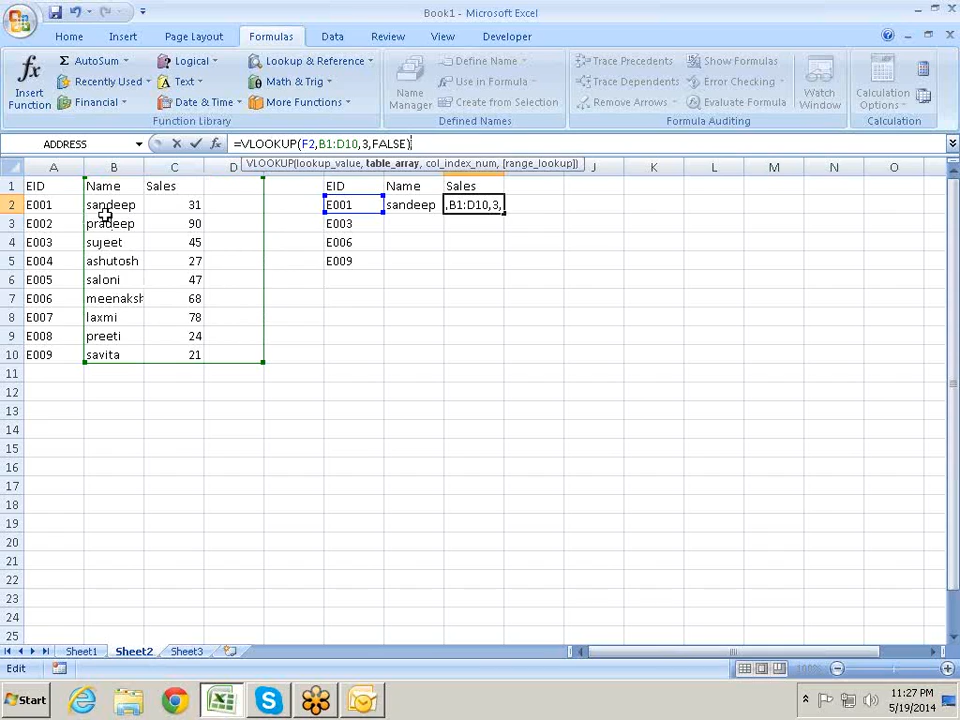 Book1 - Microsoft Excel
Home Insert Page Layout Formulas Data Review View Developer
fx Insert Function
Σ AutoSum
Recently Used
Financial
Logical
Text
Date & Time
Lookup & Reference
Math & Trig
More Functions
Function Library
Name Manager
Define Name
Use in Formula
Create from Selection
Defined Names
Trace Precedents
Trace Dependents
Remove Arrows
Show Formulas
Error Checking
Evaluate Formula
Formula Auditing
Watch Window
Calculation Options
Calculation
ADDRESS fx =VLOOKUP(F2,B1:D10,3,FALSE)
VLOOKUP(lookup_value, table_array, col_index_num, [range_lookup])
A B C D J K L M N O
1 EID Name Sales EID Name Sales
2 E001 sandeep 31 E001 sandeep ,B1:D10,3,
3 E002 pradeep 90 E003
4 E003 sujeet 45 E006
5 E004 ashutosh 27 E009
6 E005 saloni 47
7 E006 meenaksh 68
8 E007 laxmi 78
9 E008 preeti 24
10 E009 savita 21
11
12
13
14
15
16
17
18
19
20
21
22
23
24
25
Sheet1 Sheet2 Sheet3
Edit 100%
Start
11:27 PM
5/19/2014